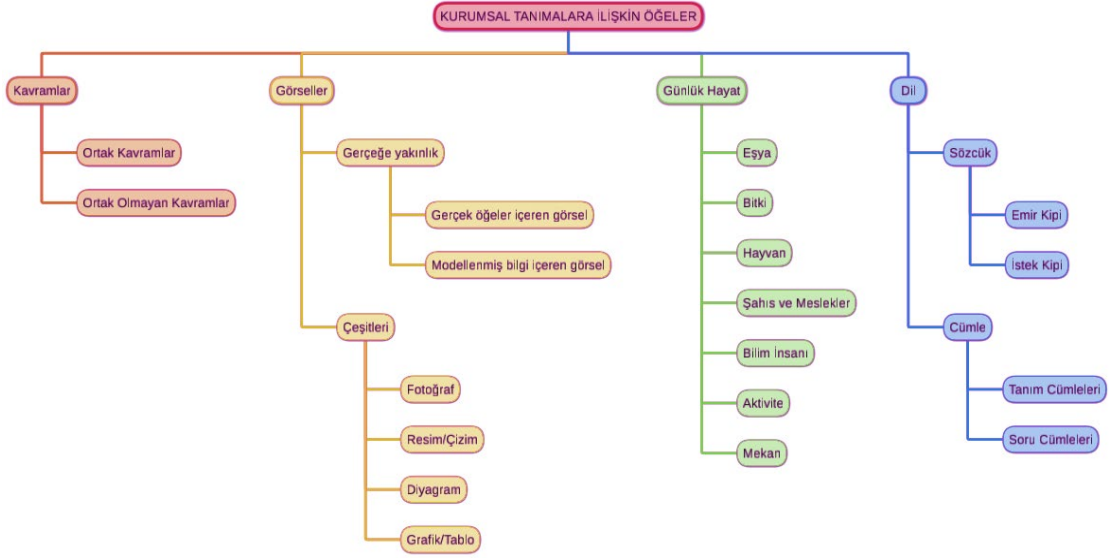 KURUMSAL TANIMALARA İLİŞKİN ÖĞELER
Kavramlar
Ortak Kavramlar
Ortak Olmayan Kavramlar
Görseller
Gerçeğe yakınlık
Gerçek öğeler içeren görsel
Modellenmiş bilgi içeren görsel
Çeşitleri
Fotoğraf
Resim/Çizim
Diyagram
Grafik/Tablo
Günlük Hayat
Eşya
Bitki
Hayvan
Şahıs ve Meslekler
Bilim İnsanı
Aktivite
Mekan
Dil
Sözcük
Emir Kipi
İstek Kipi
Cümle
Tanım Cümleleri
Soru Cümleleri